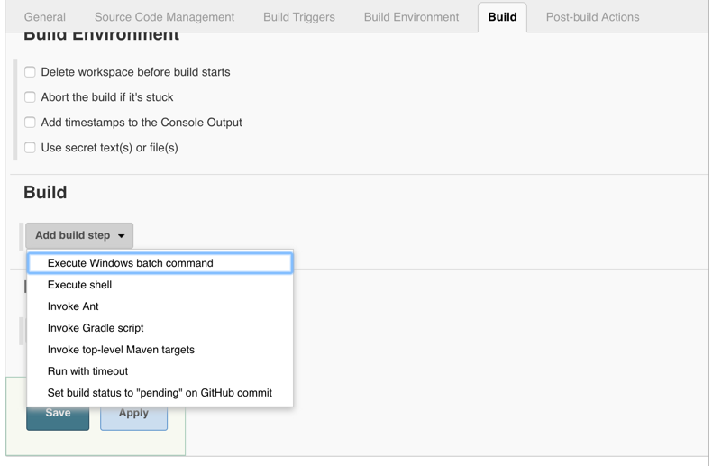 General Source Code Management Build Triggers Build Environment Build Post-build Actions
Build Environment
Delete workspace before build starts
Abort the build if it's stuck
Add timestamps to the Console Output
Use secret text(s) or file(s)
Build
Add build step
Execute Windows batch command
Execute shell
Invoke Ant
Invoke Gradle script
Invoke top-level Maven targets
Run with timeout
Set build status to "pending" on GitHub commit
Save Apply